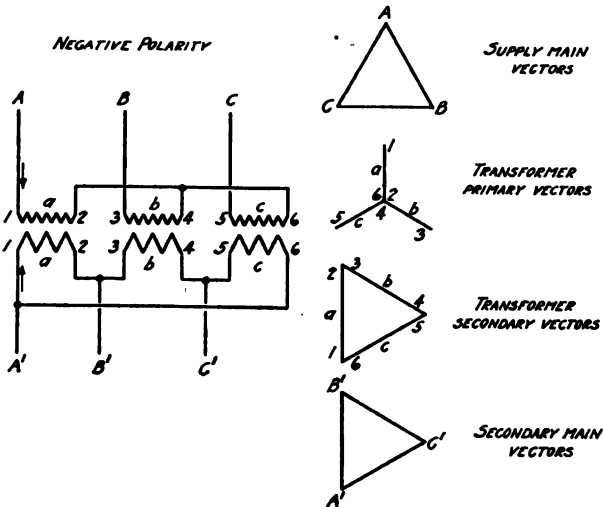 NEGATIVE POLARITY
A B C
1 a 2 3 b 4 5 c 6
1 a 2 3 b 4 5 c 6
A' B' C'
A
C B
SUPPLY MAIN
VECTORS
1
a
6 2
5 c 4 b
3
TRANSFORMER
PRIMARY VECTORS
2 3
b
a 4
5
1 c
6
TRANSFORMER
SECONDARY VECTORS
B'
C'
A'
SECONDARY MAIN
VECTORS